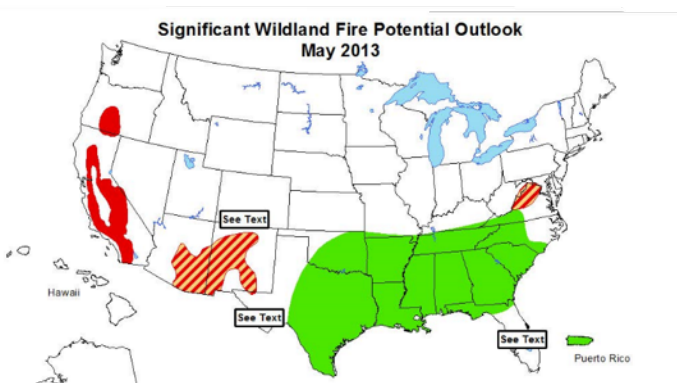 Significant Wildland Fire Potential Outlook
May 2013
See Text
Hawaii
See Text
See Text
Puerto Rico